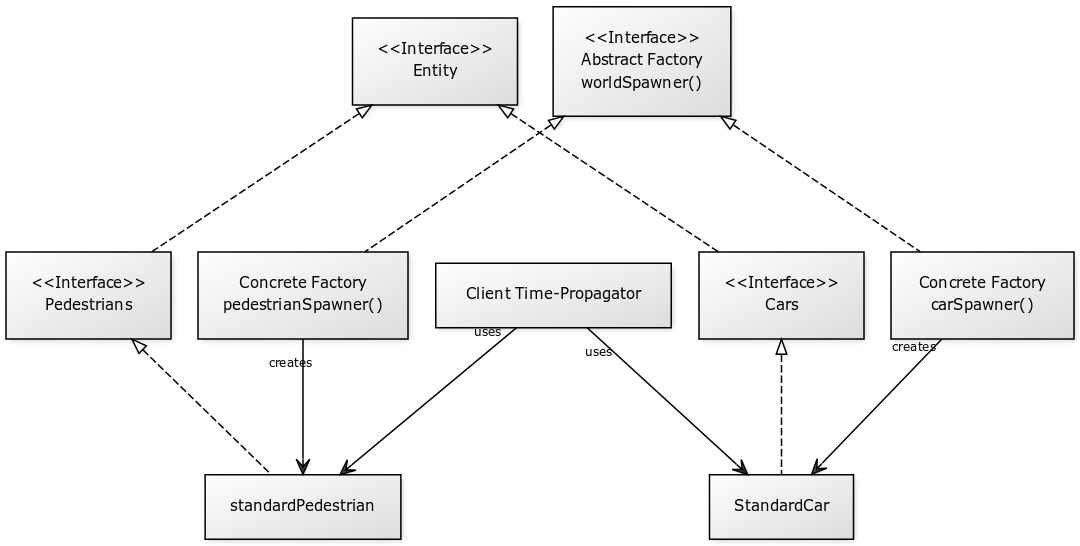 <<Interface>>
Entity
<<Interface>>
Abstract Factory
worldSpawner()
<<Interface>>
Pedestrians
Concrete Factory
pedestrianSpawner()
Client Time-Propagator
<<Interface>>
Cars
Concrete Factory
carSpawner()
uses
uses
creates
creates
standardPedestrian
StandardCar